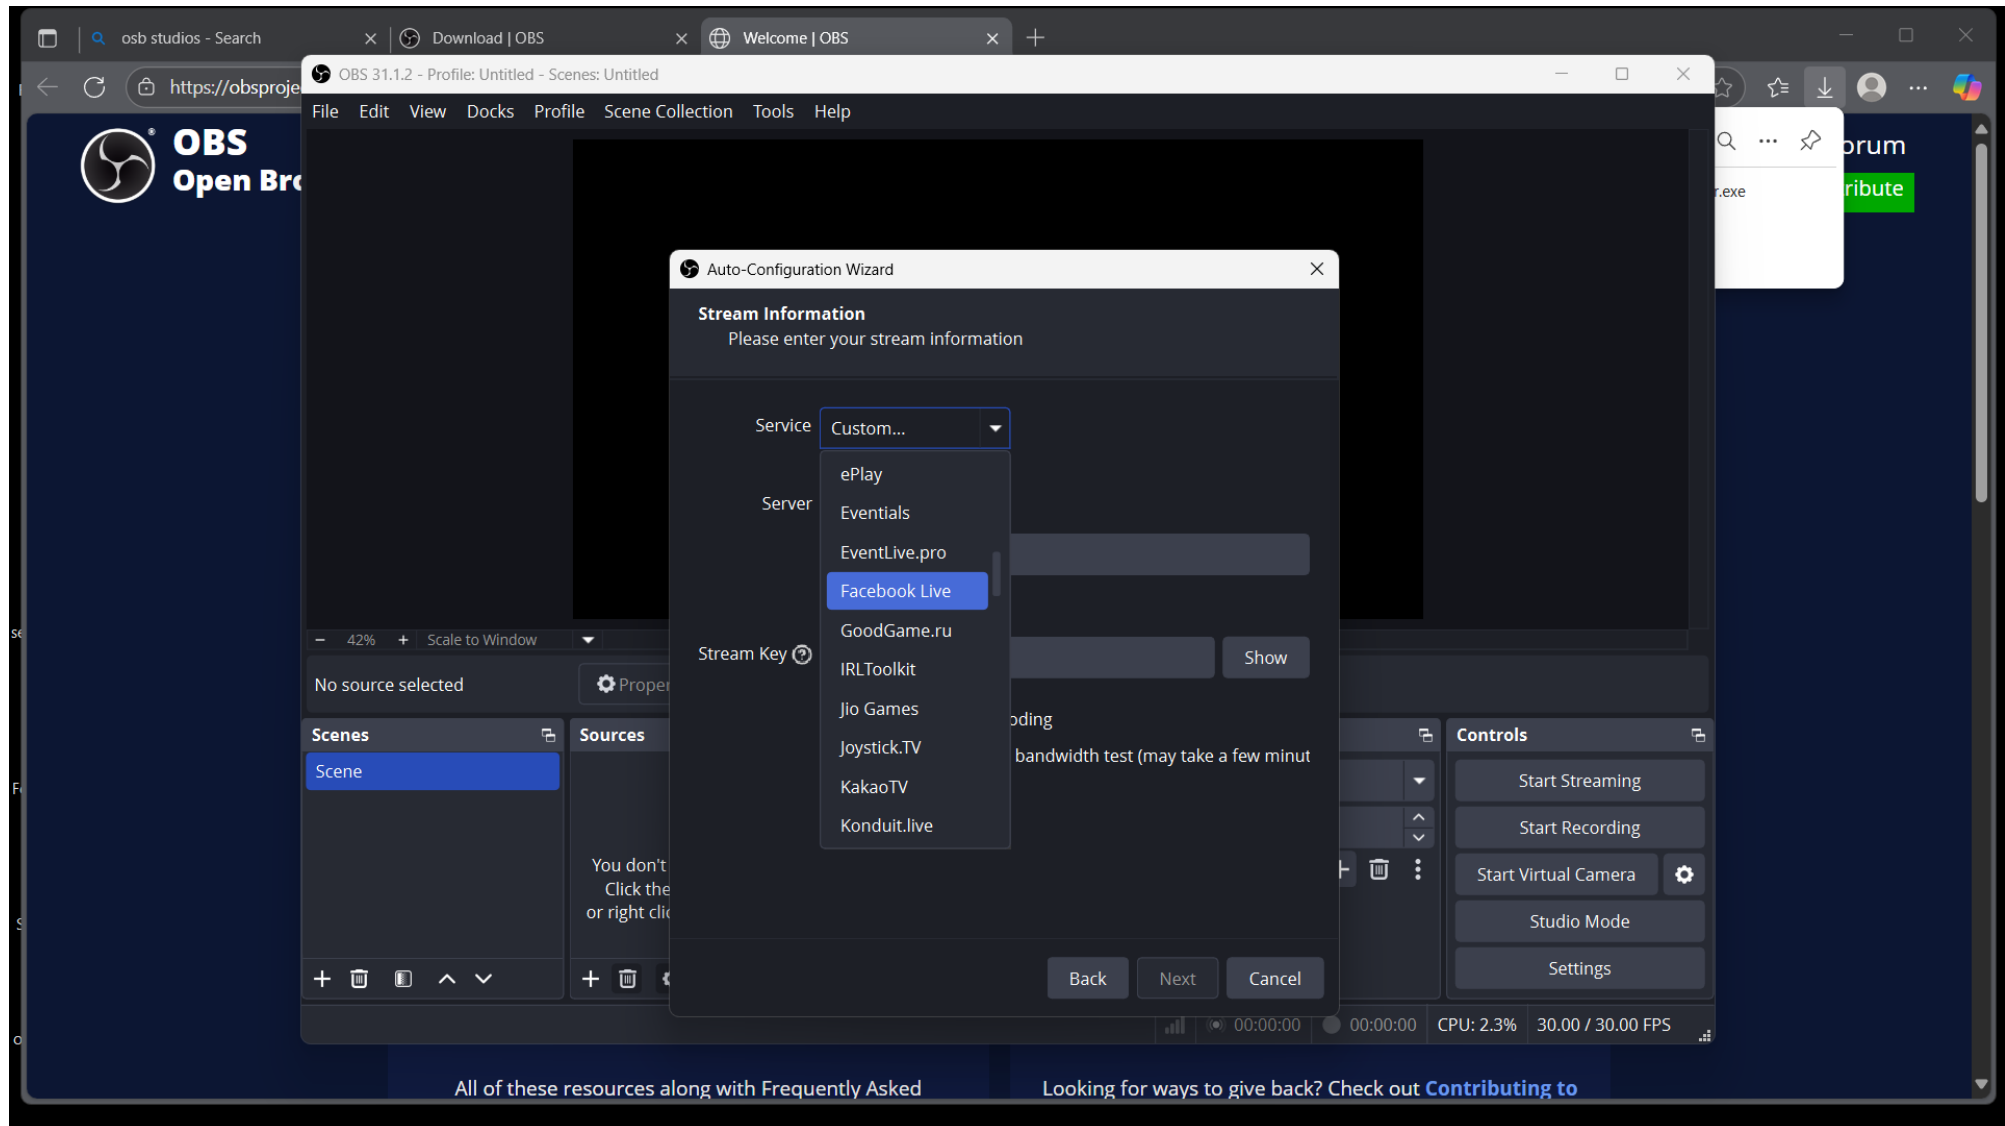 osb studios - Search
Download | OBS
Welcome | OBS
https://obsproje
OBS 31.1.2 - Profile: Untitled - Scenes: Untitled
File Edit View Docks Profile Scene Collection Tools Help
OBS
Open Bro
orum
r.exe
ribute
Auto-Configuration Wizard
Stream Information
Please enter your stream information
Service Custom...
ePlay
Server
Eventials
EventLive.pro
Facebook Live
GoodGame.ru
42% Scale to Window
Stream Key Show
IRLToolkit
No source selected
Proper
Jio Games
oding
Scenes
Sources
Controls
Joystick.TV
bandwidth test (may take a few minut
Scene
Start Streaming
KakaoTV
Konduit.live
Start Recording
You don't
Click the
or right clic
Start Virtual Camera
Studio Mode
Settings
Back Next Cancel
00:00:00 00:00:00 CPU: 2.3% 30.00 / 30.00 FPS
All of these resources along with Frequently Asked
Looking for ways to give back? Check out Contributing to